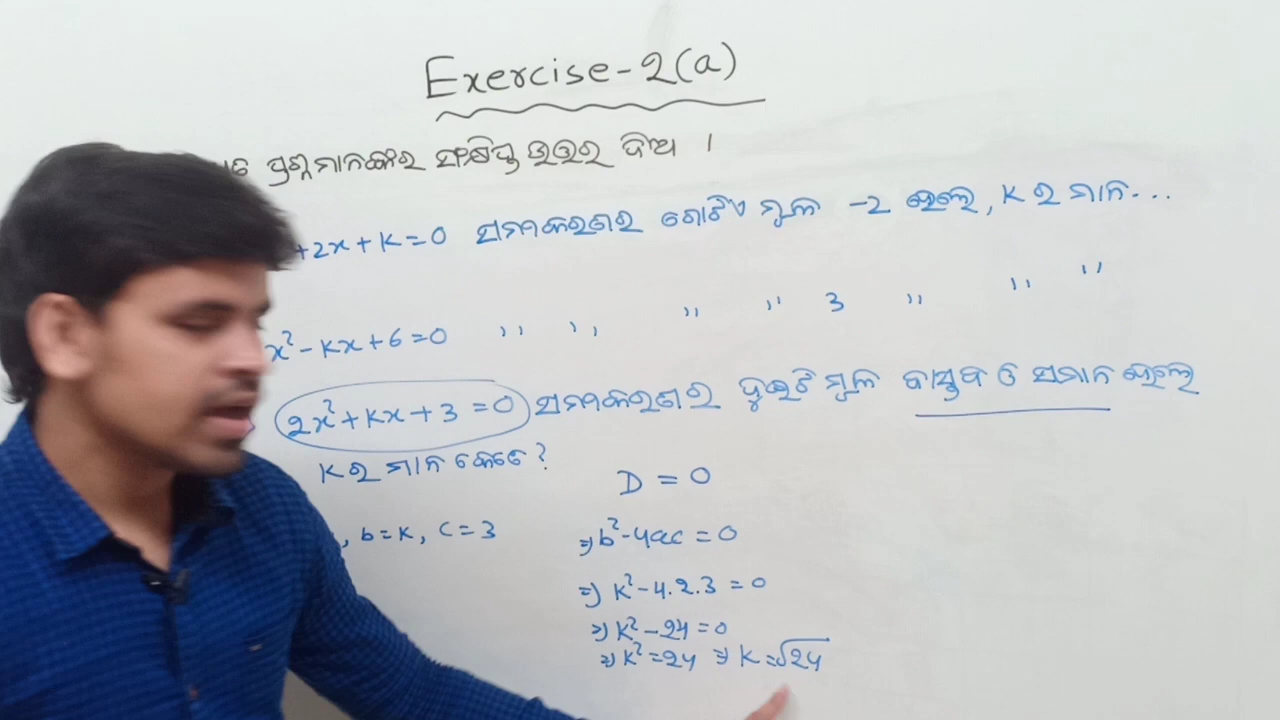 Exercise-2(a)
ପ୍ରଶ୍ନମାନଙ୍କର ସଂକ୍ଷିପ୍ତ ଉତ୍ତର ଦିଅ ।
+2x+k=0 ସମୀକରଣର ଗୋଟିଏ ମୂଳ -2 ହେଲେ, K ର ମାନ...
x²-kx+6=0 " " " " 3 " " "
2x²+kx+3=0 ସମୀକରଣର ଦୁଇଟି ମୂଳ ବାସ୍ତବ ଓ ସମାନ ହେଲେ
K ର ମାନ କେତେ?
D = 0
, b=k, c=3
⇒ b²-4ac = 0
⇒ k²-4.2.3 = 0
⇒ k²-24=0
⇒ k²=24 ⇒ k=√24